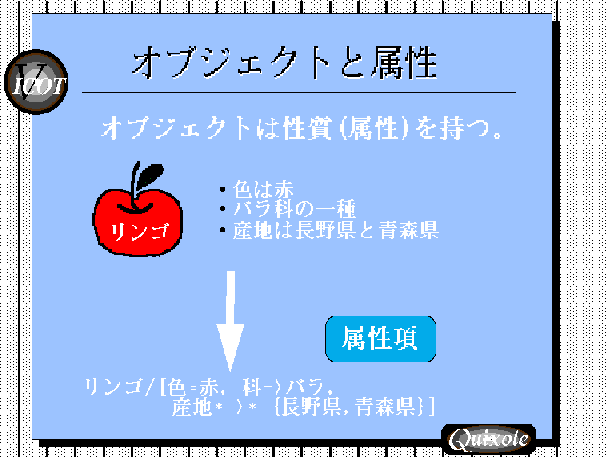 オブジェクトと属性
V
ICOT
オブジェクトは性質(属性)を持つ。
・色は赤
・バラ科の一種
・産地は長野県と青森県
リンゴ
属性項
リンゴ/[色=赤, 科->バラ,
産地* >* {長野県,青森県}]
Quixote